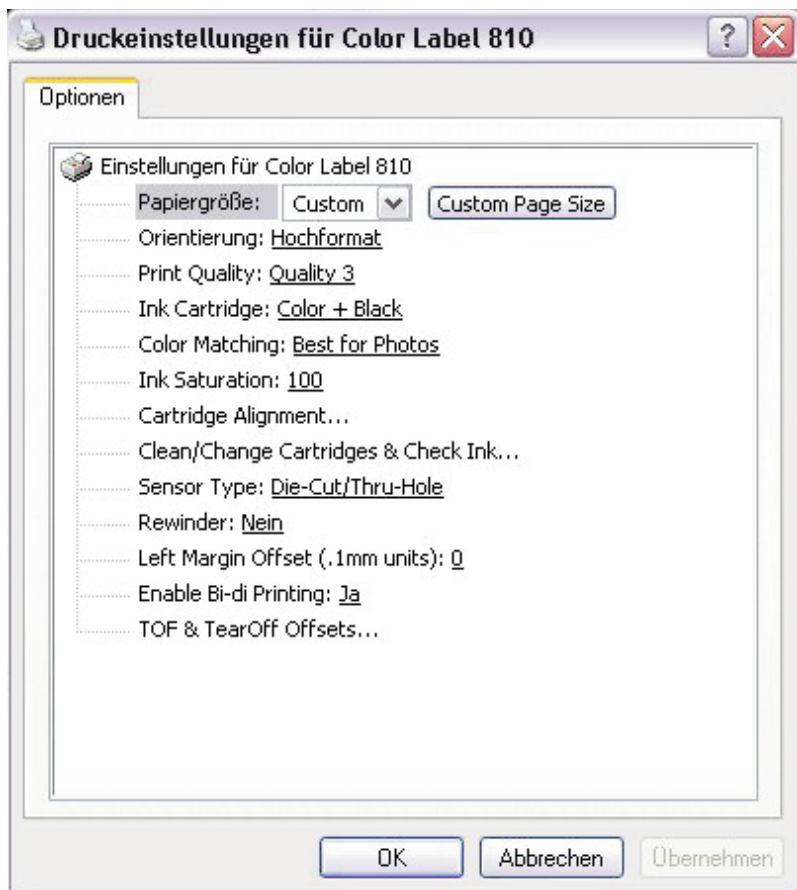 Druckeinstellungen für Color Label 810
?
Optionen
Einstellungen für Color Label 810
Papiergröße: Custom Custom Page Size
Orientierung: Hochformat
Print Quality: Quality 3
Ink Cartridge: Color + Black
Color Matching: Best for Photos
Ink Saturation: 100
Cartridge Alignment...
Clean/Change Cartridges & Check Ink...
Sensor Type: Die-Cut/Thru-Hole
Rewinder: Nein
Left Margin Offset (.1mm units): 0
Enable Bi-di Printing: Ja
TOF & TearOff Offsets...
OK Abbrechen Übernehmen